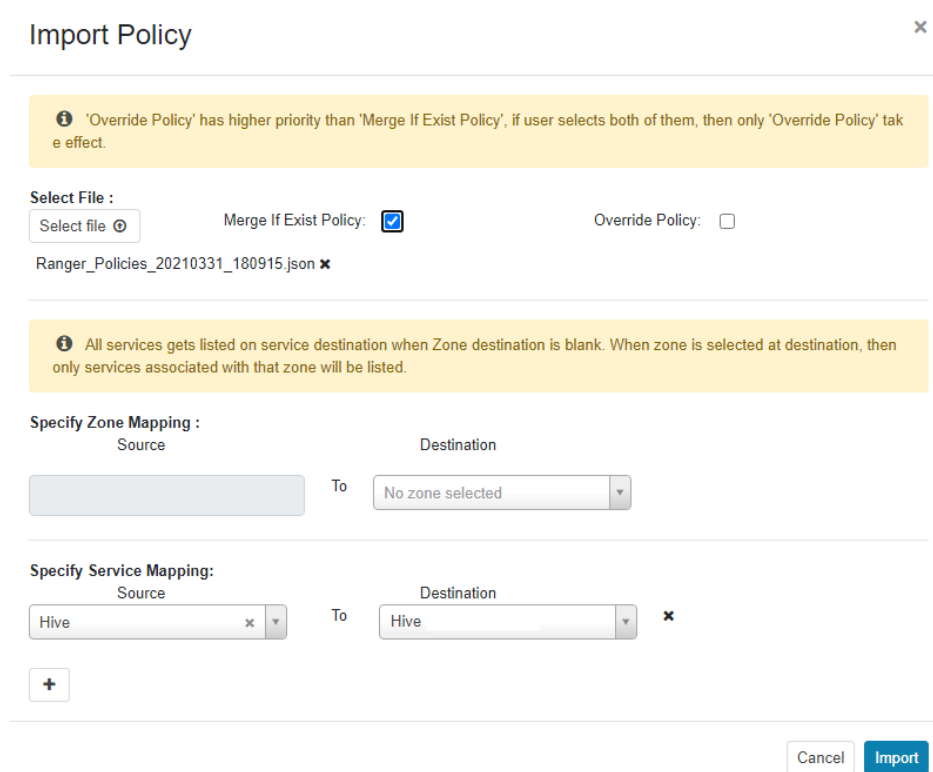 Import Policy
'Override Policy' has higher priority than 'Merge If Exist Policy', if user selects both of them, then only 'Override Policy' tak
e effect.
Select File :
Select file Merge If Exist Policy: Override Policy:
Ranger_Policies_20210331_180915.json
All services gets listed on service destination when Zone destination is blank. When zone is selected at destination, then
only services associated with that zone will be listed.
Specify Zone Mapping :
Source Destination
To No zone selected
Specify Service Mapping:
Source Destination
Hive To Hive
Cancel Import